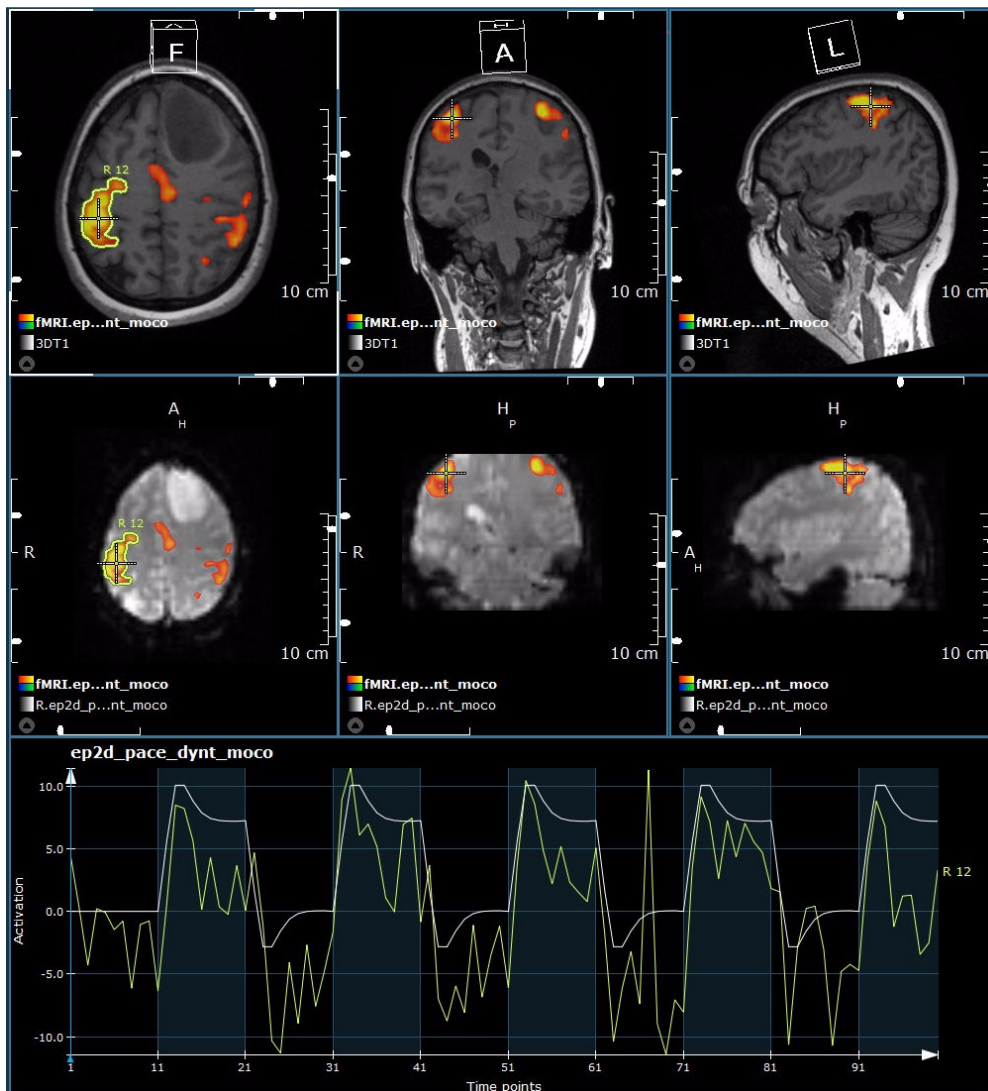 F
R 12
10 cm
fMRI.ep...nt_moco
3DT1
A
10 cm
fMRI.ep...nt_moco
3DT1
L
10 cm
fMRI.ep...nt_moco
3DT1
A
H
R 12
R
10 cm
fMRI.ep...nt_moco
R.ep2d_p...nt_moco
H
P
R
10 cm
fMRI.ep...nt_moco
R.ep2d_p...nt_moco
H
P
A
H
10 cm
fMRI.ep...nt_moco
R.ep2d_p...nt_moco
ep2d_pace_dynt_moco
10.0
5.0
0.0
-5.0
-10.0
Activation
R 12
1 11 21 31 41 51 61 71 81 91
Time points